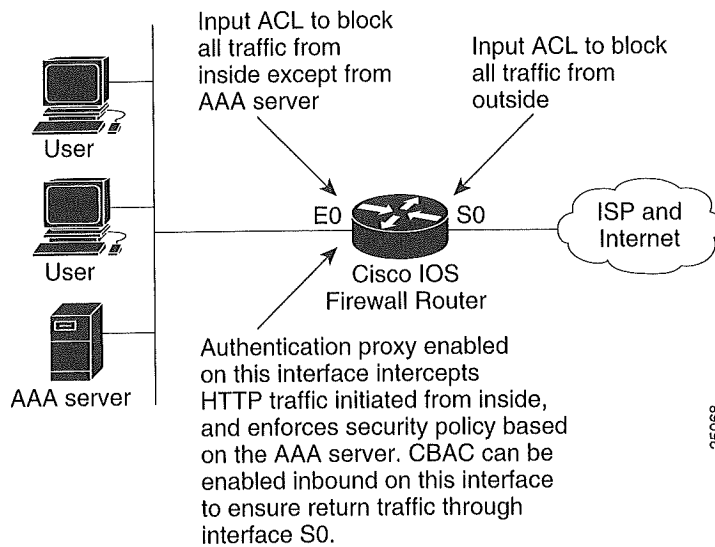 Input ACL to block
all traffic from
inside except from
AAA server
Input ACL to block
all traffic from
outside
User
User
AAA server
E0
S0
Cisco IOS
Firewall Router
ISP and
Internet
Authentication proxy enabled
on this interface intercepts
HTTP traffic initiated from inside,
and enforces security policy based
on the AAA server. CBAC can be
enabled inbound on this interface
to ensure return traffic through
interface S0.